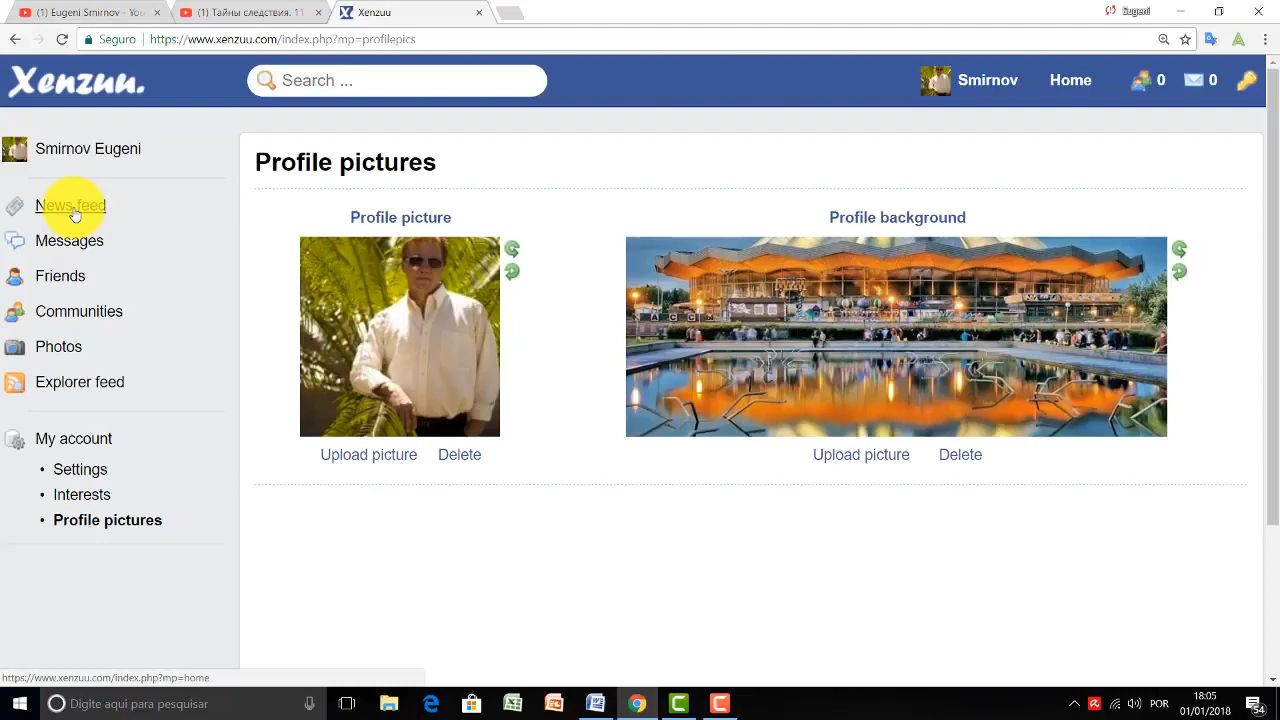 (1) Eugeni Smirnov - You
(1) Тайны следствия. 11
Xenzuu
Eugexl
Seguro
https://www.xenzuu.com/index.php?mp=profilepics
Xenzuu.
Search ...
Smirnov
Home
0
0
Smirnov Eugeni
News feed
Messages
Friends
Communities
Photos
Explorer feed
My account
• Settings
• Interests
• Profile pictures
Profile pictures
Profile picture
Profile background
Upload picture
Delete
Upload picture
Delete
https://www.xenzuu.com/index.php?mp=home
Digite aqui para pesquisar
POR
18:05
01/01/2018
54